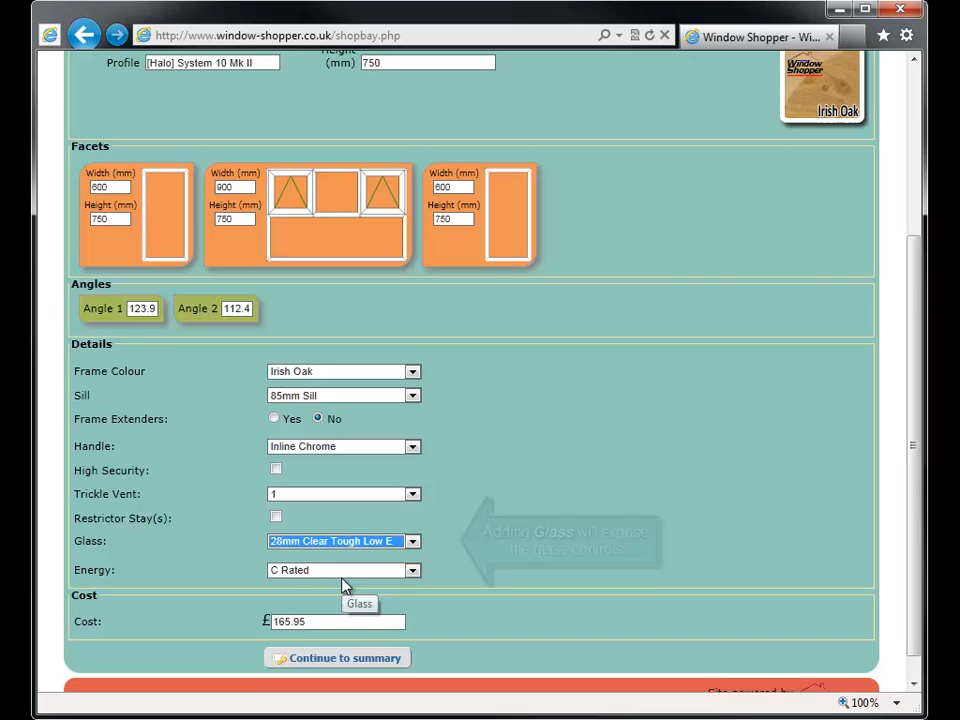 http://www.window-shopper.co.uk/shopbay.php
Window Shopper - Wi...
Height
Profile [Halo] System 10 Mk II (mm) 750
Window
Shopper
Irish Oak
Facets
Width (mm) Width (mm) Width (mm)
600 900 600
Height (mm) Height (mm) Height (mm)
750 750 750
Angles
Angle 1 123.9 Angle 2 112.4
Details
Frame Colour Irish Oak
Sill 85mm Sill
Frame Extenders: Yes No
Handle: Inline Chrome
High Security:
Trickle Vent: 1
Restrictor Stay(s):
Adding Glass will expose
the glass controls
Glass: 28mm Clear Tough Low E
Energy: C Rated
Glass
Cost
Cost: £ 165.95
Continue to summary
Site powered by
100%